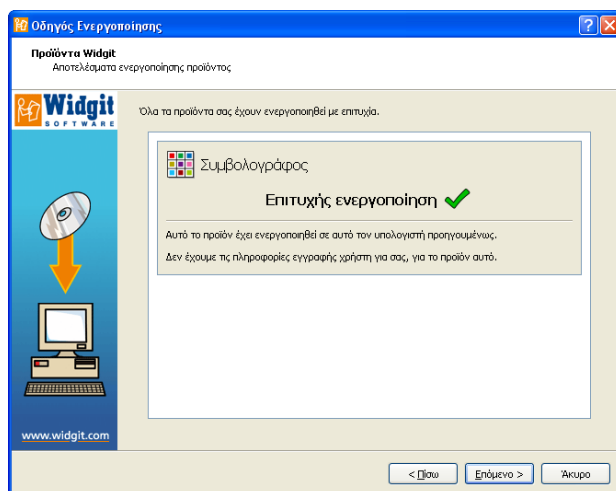 Οδηγός Ενεργοποίησης
Προϊόντα Widgit
Αποτελέσματα ενεργοποίησης προϊόντος
Widgit
SOFTWARE
Όλα τα προϊόντα σας έχουν ενεργοποιηθεί με επιτυχία.
Συμβολογράφος
Επιτυχής ενεργοποίηση
Αυτό το προϊόν έχει ενεργοποιηθεί σε αυτό τον υπολογιστή προηγουμένως.
Δεν έχουμε τις πληροφορίες εγγραφής χρήστη για σας, για το προϊόν αυτό.
www.widgit.com
< Πίσω
Επόμενο >
Άκυρο